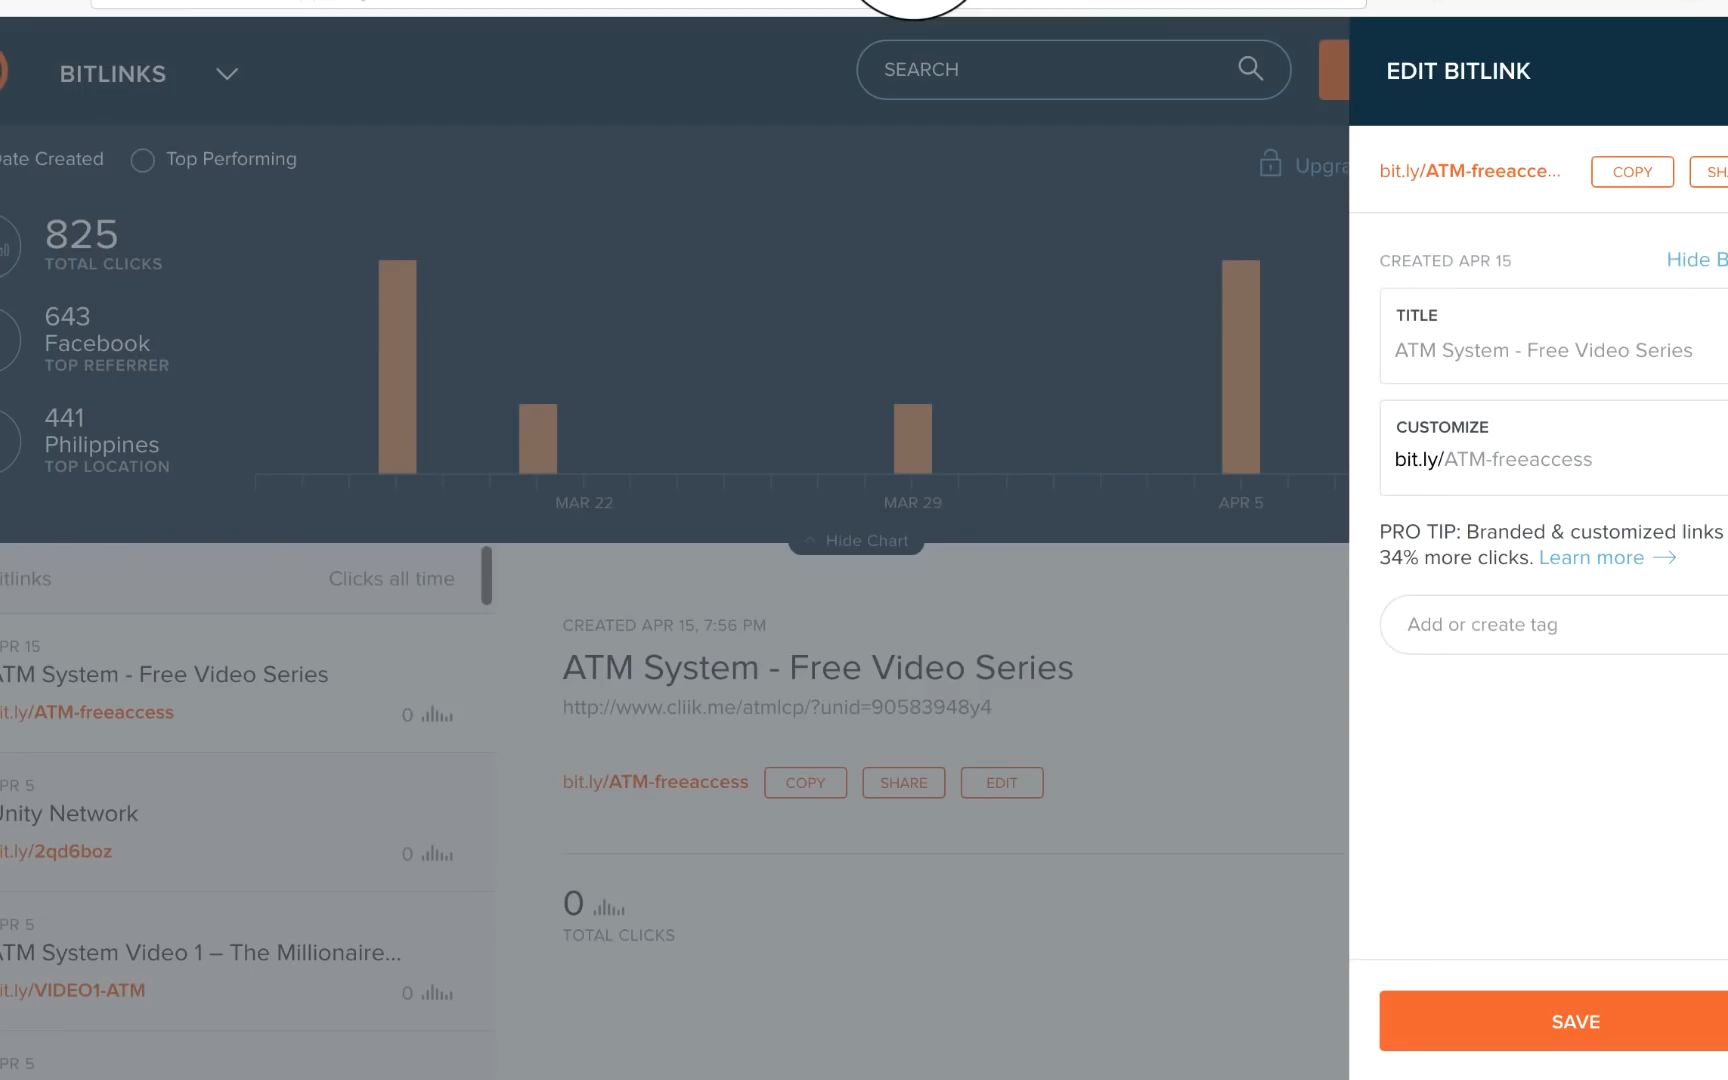 BITLINKS
SEARCH
EDIT BITLINK
ate Created
Top Performing
Upgra
bit.ly/ATM-freeacce...
COPY
SHA
825
TOTAL CLICKS
643
Facebook
TOP REFERRER
441
Philippines
TOP LOCATION
MAR 22
MAR 29
APR 5
Hide Chart
CREATED APR 15
Hide B
TITLE
ATM System - Free Video Series
CUSTOMIZE
bit.ly/ATM-freeaccess
PRO TIP: Branded & customized links
34% more clicks. Learn more →
Add or create tag
SAVE
itlinks
Clicks all time
PR 15
ATM System - Free Video Series
it.ly/ATM-freeaccess
0
PR 5
Unity Network
it.ly/2qd6boz
0
PR 5
ATM System Video 1 – The Millionaire...
it.ly/VIDEO1-ATM
0
PR 5
CREATED APR 15, 7:56 PM
ATM System - Free Video Series
http://www.cliik.me/atmlcp/?unid=90583948y4
bit.ly/ATM-freeaccess
COPY
SHARE
EDIT
0
TOTAL CLICKS